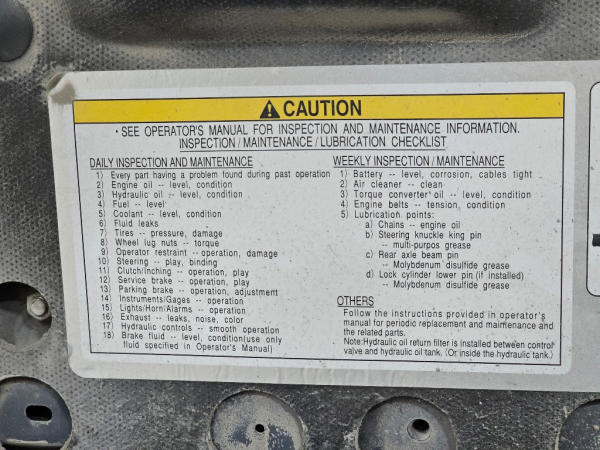 CAUTION
• SEE OPERATOR'S MANUAL FOR INSPECTION AND MAINTENANCE INFORMATION.
INSPECTION / MAINTENANCE / LUBRICATION CHECKLIST
DAILY INSPECTION AND MAINTENANCE
1) Every part having a problem found during past operation
2) Engine oil -- level, condition
3) Hydraulic oil -- level, condition
4) Fuel -- level
5) Coolant -- level, condition
6) Fluid leaks
7) Tires -- pressure, damage
8) Wheel lug nuts -- torque
9) Operator restraint -- operation, damage
10) Steering -- play, binding
11) Clutch/Inching -- operation, play
12) Service brake -- operation, play
13) Parking brake -- operation, adjustment
14) Instruments/Gages -- operation
15) Lights/Horn/Alarms -- operation
16) Exhaust -- leaks, noise, color
17) Hydraulic controls -- smooth operation
18) Brake fluid -- level, condition(use only
fluid specified in Operator's Manual)
WEEKLY INSPECTION / MAINTENANCE
1) Battery -- level, corrosion, cables tight
2) Air cleaner -- clean
3) Torque converter oil -- level, condition
4) Engine belts -- tension, condition
5) Lubrication points:
a) Chains -- engine oil
b) Steering knuckle king pin
-- multi-purpos grease
c) Rear axle beam pin
-- Molybdenum disulfide grease
d) Lock cylinder lower pin (if installed)
-- Molybdenum disulfide grease
OTHERS
Follow the instructions provided in operator's
manual for periodic replacement and maintenance and
the related parts.
Note:Hydraulic oil return filter is installed between control
valve and hydraulic oil tank. (Or inside the hydraulic tank.)